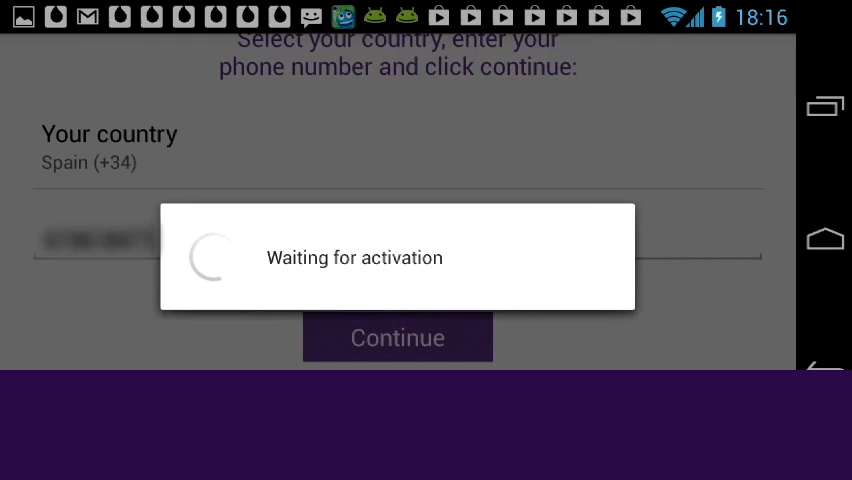 18:16
Select your country, enter your
phone number and click continue:
Your country
Spain (+34)
Waiting for activation
Continue